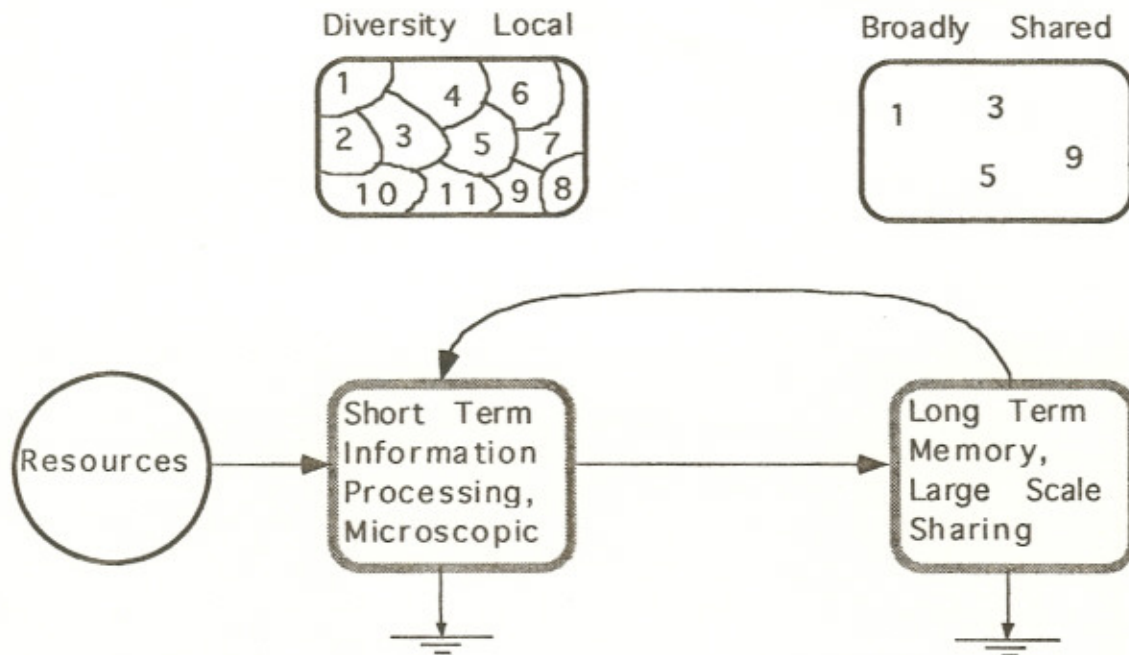 Diversity Local
Broadly Shared
1
4
6
2
3
5
7
10
11
9
8
1
3
5
9
Resources
Short Term
Information
Processing,
Microscopic
Long Term
Memory,
Large Scale
Sharing